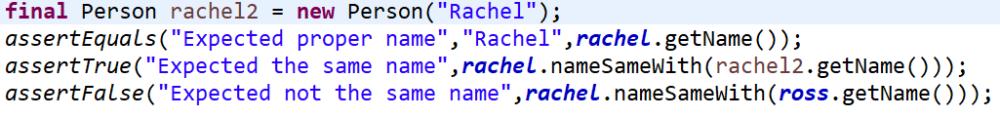 final Person rachel2 = new Person("Rachel");
assertEquals("Expected proper name","Rachel",rachel.getName());
assertTrue("Expected the same name",rachel.nameSameWith(rachel2.getName()));
assertFalse("Expected not the same name",rachel.nameSameWith(ross.getName()));